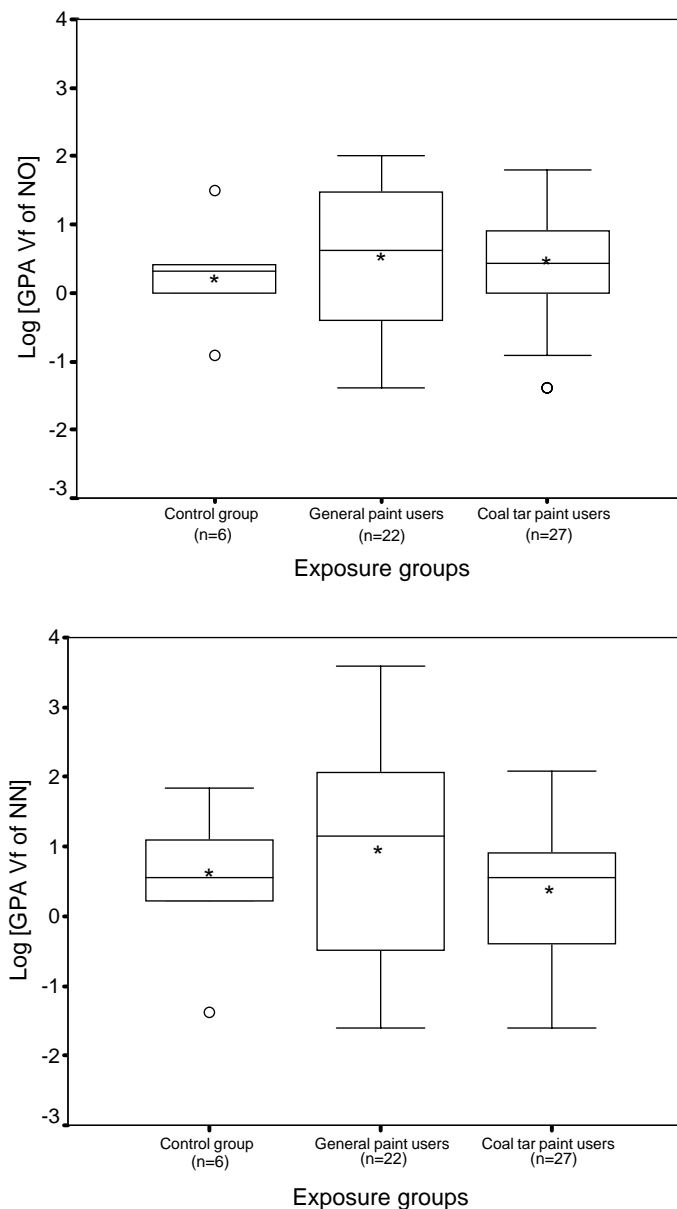 4
3
2
1
0
-1
-2
-3
Log [GPA Vf of NO]
*
*
*
Control group
(n=6)
General paint users
(n=22)
Coal tar paint users
(n=27)
Exposure groups
4
3
2
1
0
-1
-2
-3
Log [GPA Vf of NN]
*
*
*
Control group
(n=6)
General paint users
(n=22)
Coal tar paint users
(n=27)
Exposure groups